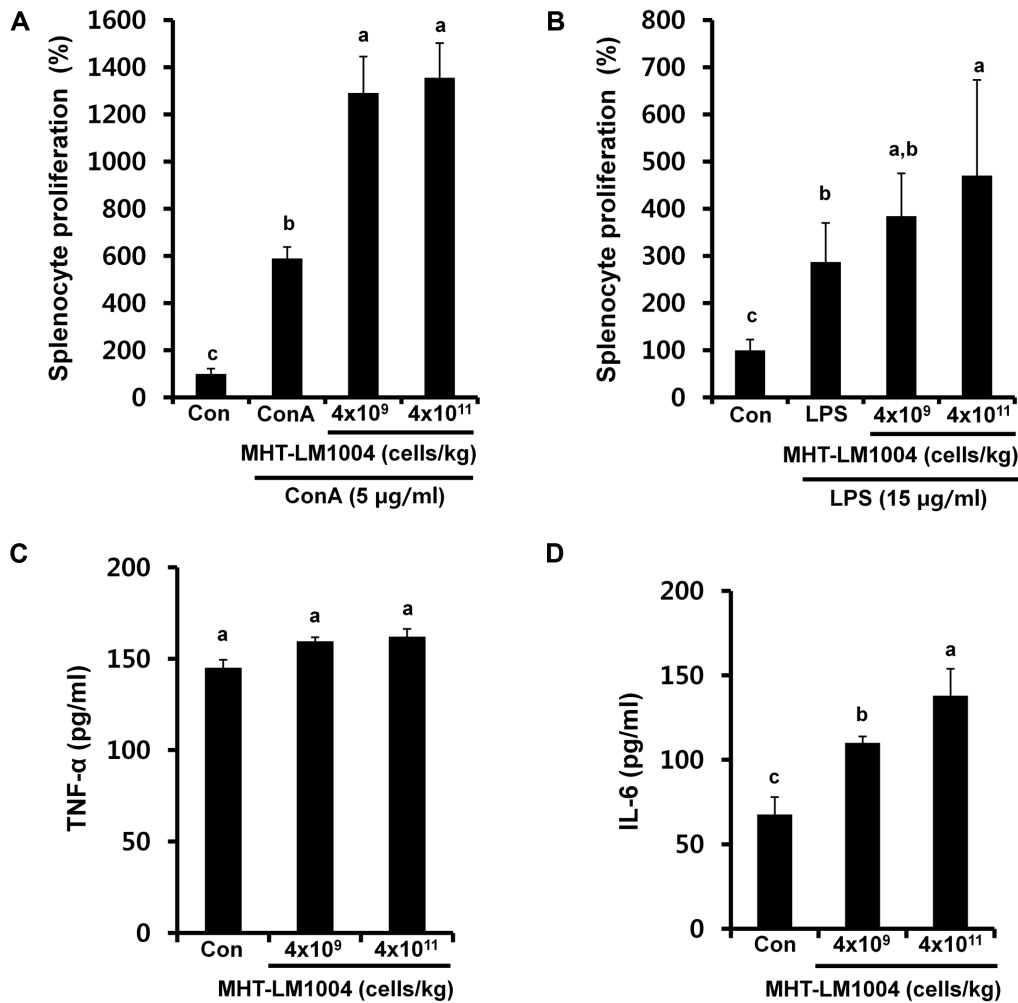 A
Splenocyte proliferation (%)
1600
1400
1200
1000
800
600
400
200
0
c
b
a
a
Con ConA 4x10⁹ 4x10¹¹
MHT-LM1004 (cells/kg)
ConA (5 µg/ml)
B
Splenocyte proliferation (%)
800
700
600
500
400
300
200
100
0
c
b
a,b
a
Con LPS 4x10⁹ 4x10¹¹
MHT-LM1004 (cells/kg)
LPS (15 µg/ml)
C
TNF-α (pg/ml)
200
150
100
50
0
a
a
a
Con 4x10⁹ 4x10¹¹
MHT-LM1004 (cells/kg)
D
IL-6 (pg/ml)
200
150
100
50
0
c
b
a
Con 4x10⁹ 4x10¹¹
MHT-LM1004 (cells/kg)